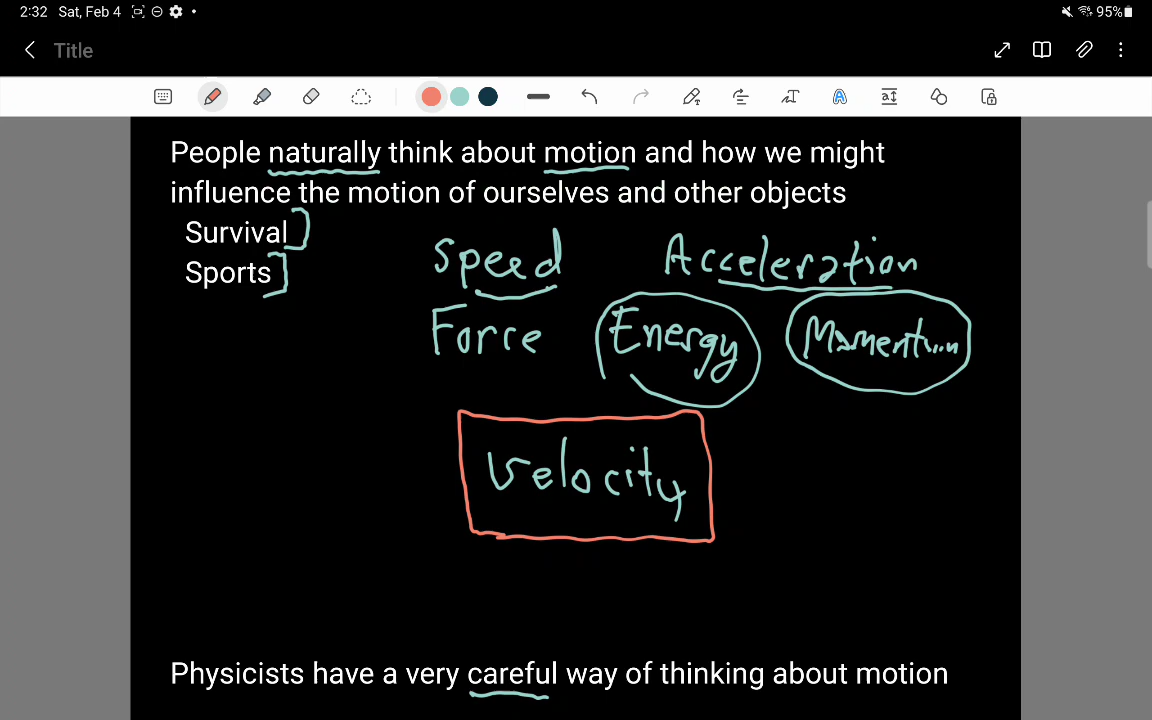 2:32 Sat, Feb 4 95%
Title
People naturally think about motion and how we might
influence the motion of ourselves and other objects
Survival
Sports
Speed Acceleration
Force Energy Momentum
Velocity
Physicists have a very careful way of thinking about motion